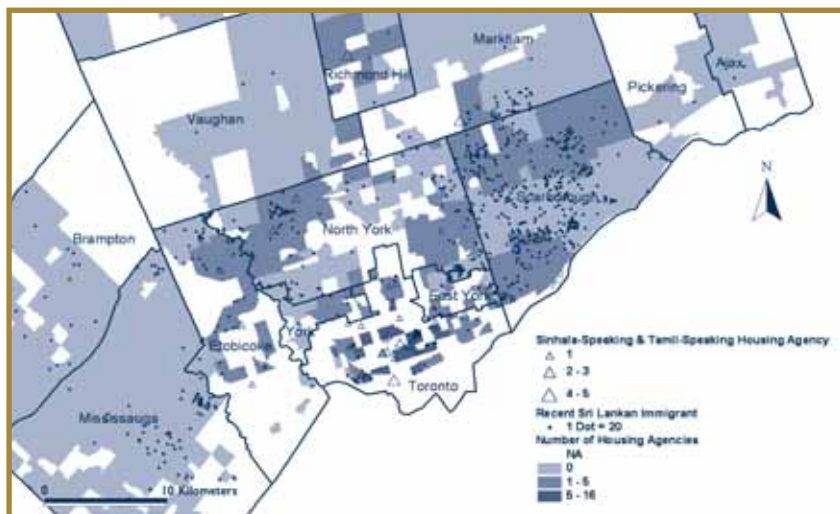 Markham
Richmond Hill
Ajax
Pickering
Vaughan
N
Scarborough
Brampton
North York
East York
York
Etobicoke
Toronto
Mississauga
Sinhala-Speaking & Tamil-Speaking Housing Agency
1
2 - 3
4 - 5
Recent Sri Lankan Immigrant
1 Dot = 20
Number of Housing Agencies
NA
0
1 - 5
6 - 16
0 10 Kilometers